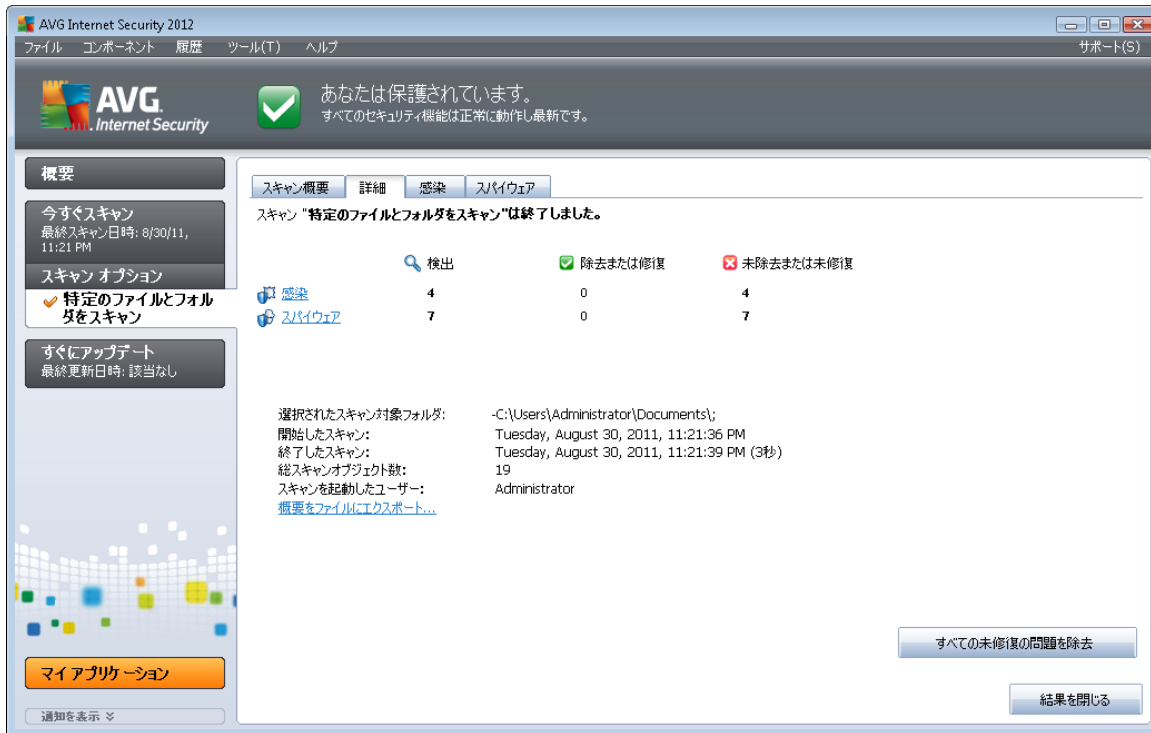 AVG Internet Security 2012
ファイル コンポーネント 履歴 ツール(T) ヘルプ サポート(S)
AVG.
Internet Security
あなたは保護されています。
すべてのセキュリティ機能は正常に動作し最新です。
概要
今すぐスキャン
最終スキャン日時: 8/30/11,
11:21 PM
スキャン オプション
特定のファイルとフォル
ダをスキャン
すぐにアップデート
最終更新日時: 該当なし
マイ アプリケーション
通知を表示
スキャン概要 詳細 感染 スパイウェア
スキャン "特定のファイルとフォルダをスキャン"は終了しました。
検出 除去または修復 未除去または未修復
感染 4 0 4
スパイウェア 7 0 7
選択されたスキャン対象フォルダ: -C:\Users\Administrator\Documents\;
開始したスキャン: Tuesday, August 30, 2011, 11:21:36 PM
終了したスキャン: Tuesday, August 30, 2011, 11:21:39 PM (3秒)
総スキャンオブジェクト数: 19
スキャンを起動したユーザー: Administrator
概要をファイルにエクスポート...
すべての未修復の問題を除去
結果を閉じる